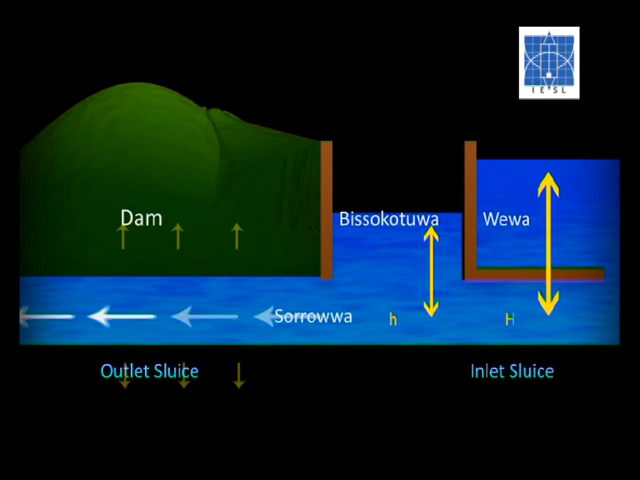 IESL
Dam
Bissokotuwa
Wewa
Sorrowwa
h
H
Outlet Sluice
Inlet Sluice